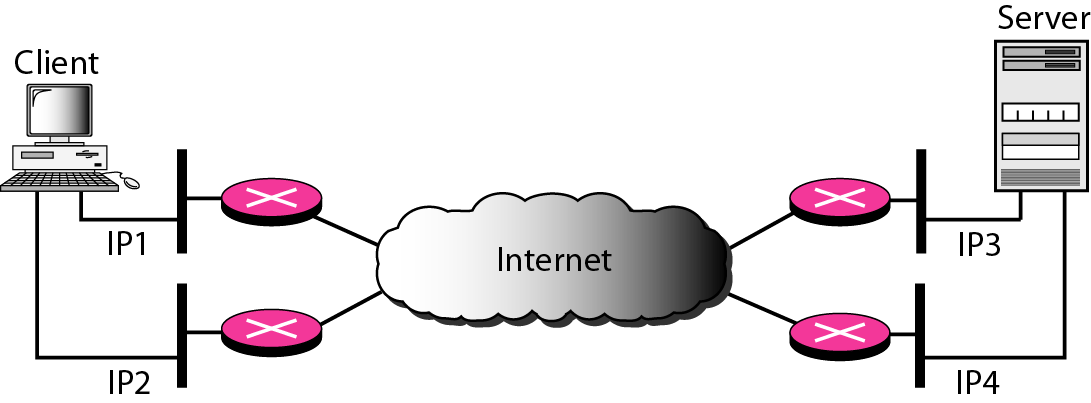 Server
Client
Internet
IP1
IP3
IP2
IP4